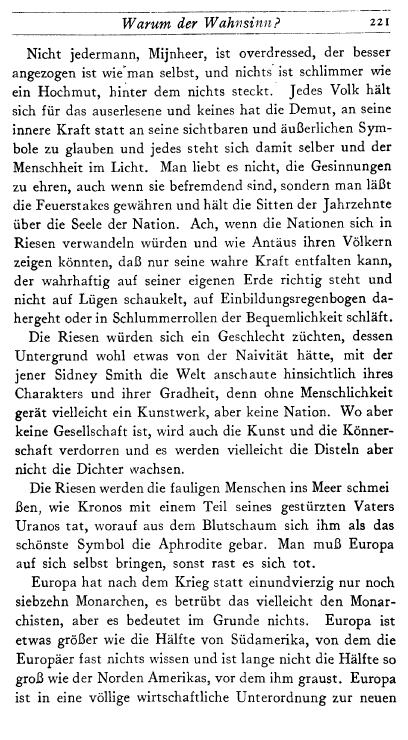 Warum der Wahnsinn? 221
Nicht jedermann, Mijnheer, ist overdressed, der besser
angezogen ist wie man selbst, und nichts ist schlimmer wie
ein Hochmut, hinter dem nichts steckt. Jedes Volk hält
sich für das auserlesene und keines hat die Demut, an seine
innere Kraft statt an seine sichtbaren und äußerlichen Sym-
bole zu glauben und jedes steht sich damit selber und der
Menschheit im Licht. Man liebt es nicht, die Gesinnungen
zu ehren, auch wenn sie befremdend sind, sondern man läßt
die Feuerstakes gewähren und hält die Sitten der Jahrzehnte
über die Seele der Nation. Ach, wenn die Nationen sich in
Riesen verwandeln würden und wie Antäus ihren Völkern
zeigen könnten, daß nur seine wahre Kraft entfalten kann,
der wahrhaftig auf seiner eigenen Erde richtig steht und
nicht auf Lügen schaukelt, auf Einbildungsregenbogen da-
hergeht oder in Schlummerrollen der Bequemlichkeit schläft.
Die Riesen würden sich ein Geschlecht züchten, dessen
Untergrund wohl etwas von der Naivität hätte, mit der
jener Sidney Smith die Welt anschaute hinsichtlich ihres
Charakters und ihrer Gradheit, denn ohne Menschlichkeit
gerät vielleicht ein Kunstwerk, aber keine Nation. Wo aber
keine Gesellschaft ist, wird auch die Kunst und die Könner-
schaft verdorren und es werden vielleicht die Disteln aber
nicht die Dichter wachsen.
Die Riesen werden die fauligen Menschen ins Meer schmei
ßen, wie Kronos mit einem Teil seines gestürzten Vaters
Uranos tat, worauf aus dem Blutschaum sich ihm als das
schönste Symbol die Aphrodite gebar. Man muß Europa
auf sich selbst bringen, sonst rast es sich tot.
Europa hat nach dem Krieg statt einundvierzig nur noch
siebzehn Monarchen, es betrübt das vielleicht den Monar-
chisten, aber es bedeutet im Grunde nichts. Europa ist
etwas größer wie die Hälfte von Südamerika, von dem die
Europäer fast nichts wissen und ist lange nicht die Hälfte so
groß wie der Norden Amerikas, vor dem ihm graust. Europa
ist in eine völlige wirtschaftliche Unterordnung zur neuen